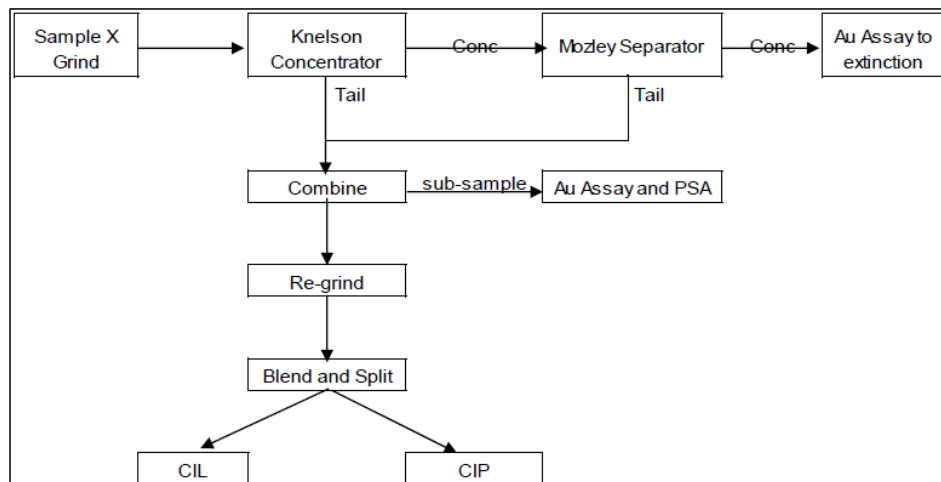 Sample X
Grind
Knelson
Concentrator
Conc
Mozley Separator
Conc
Au Assay to
extinction
Tail
Tail
Combine
sub-sample
Au Assay and PSA
Re-grind
Blend and Split
CIL
CIP